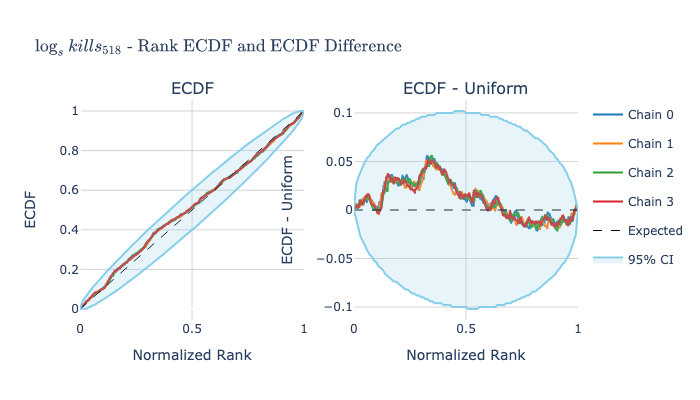 log_s kills_518 - Rank ECDF and ECDF Difference
ECDF
ECDF - Uniform
ECDF
1
0.8
0.6
0.4
0.2
0
0
0.5
1
Normalized Rank
ECDF - Uniform
0.1
0.05
0
−0.05
−0.1
0
0.5
1
Normalized Rank
Chain 0
Chain 1
Chain 2
Chain 3
Expected
95% CI